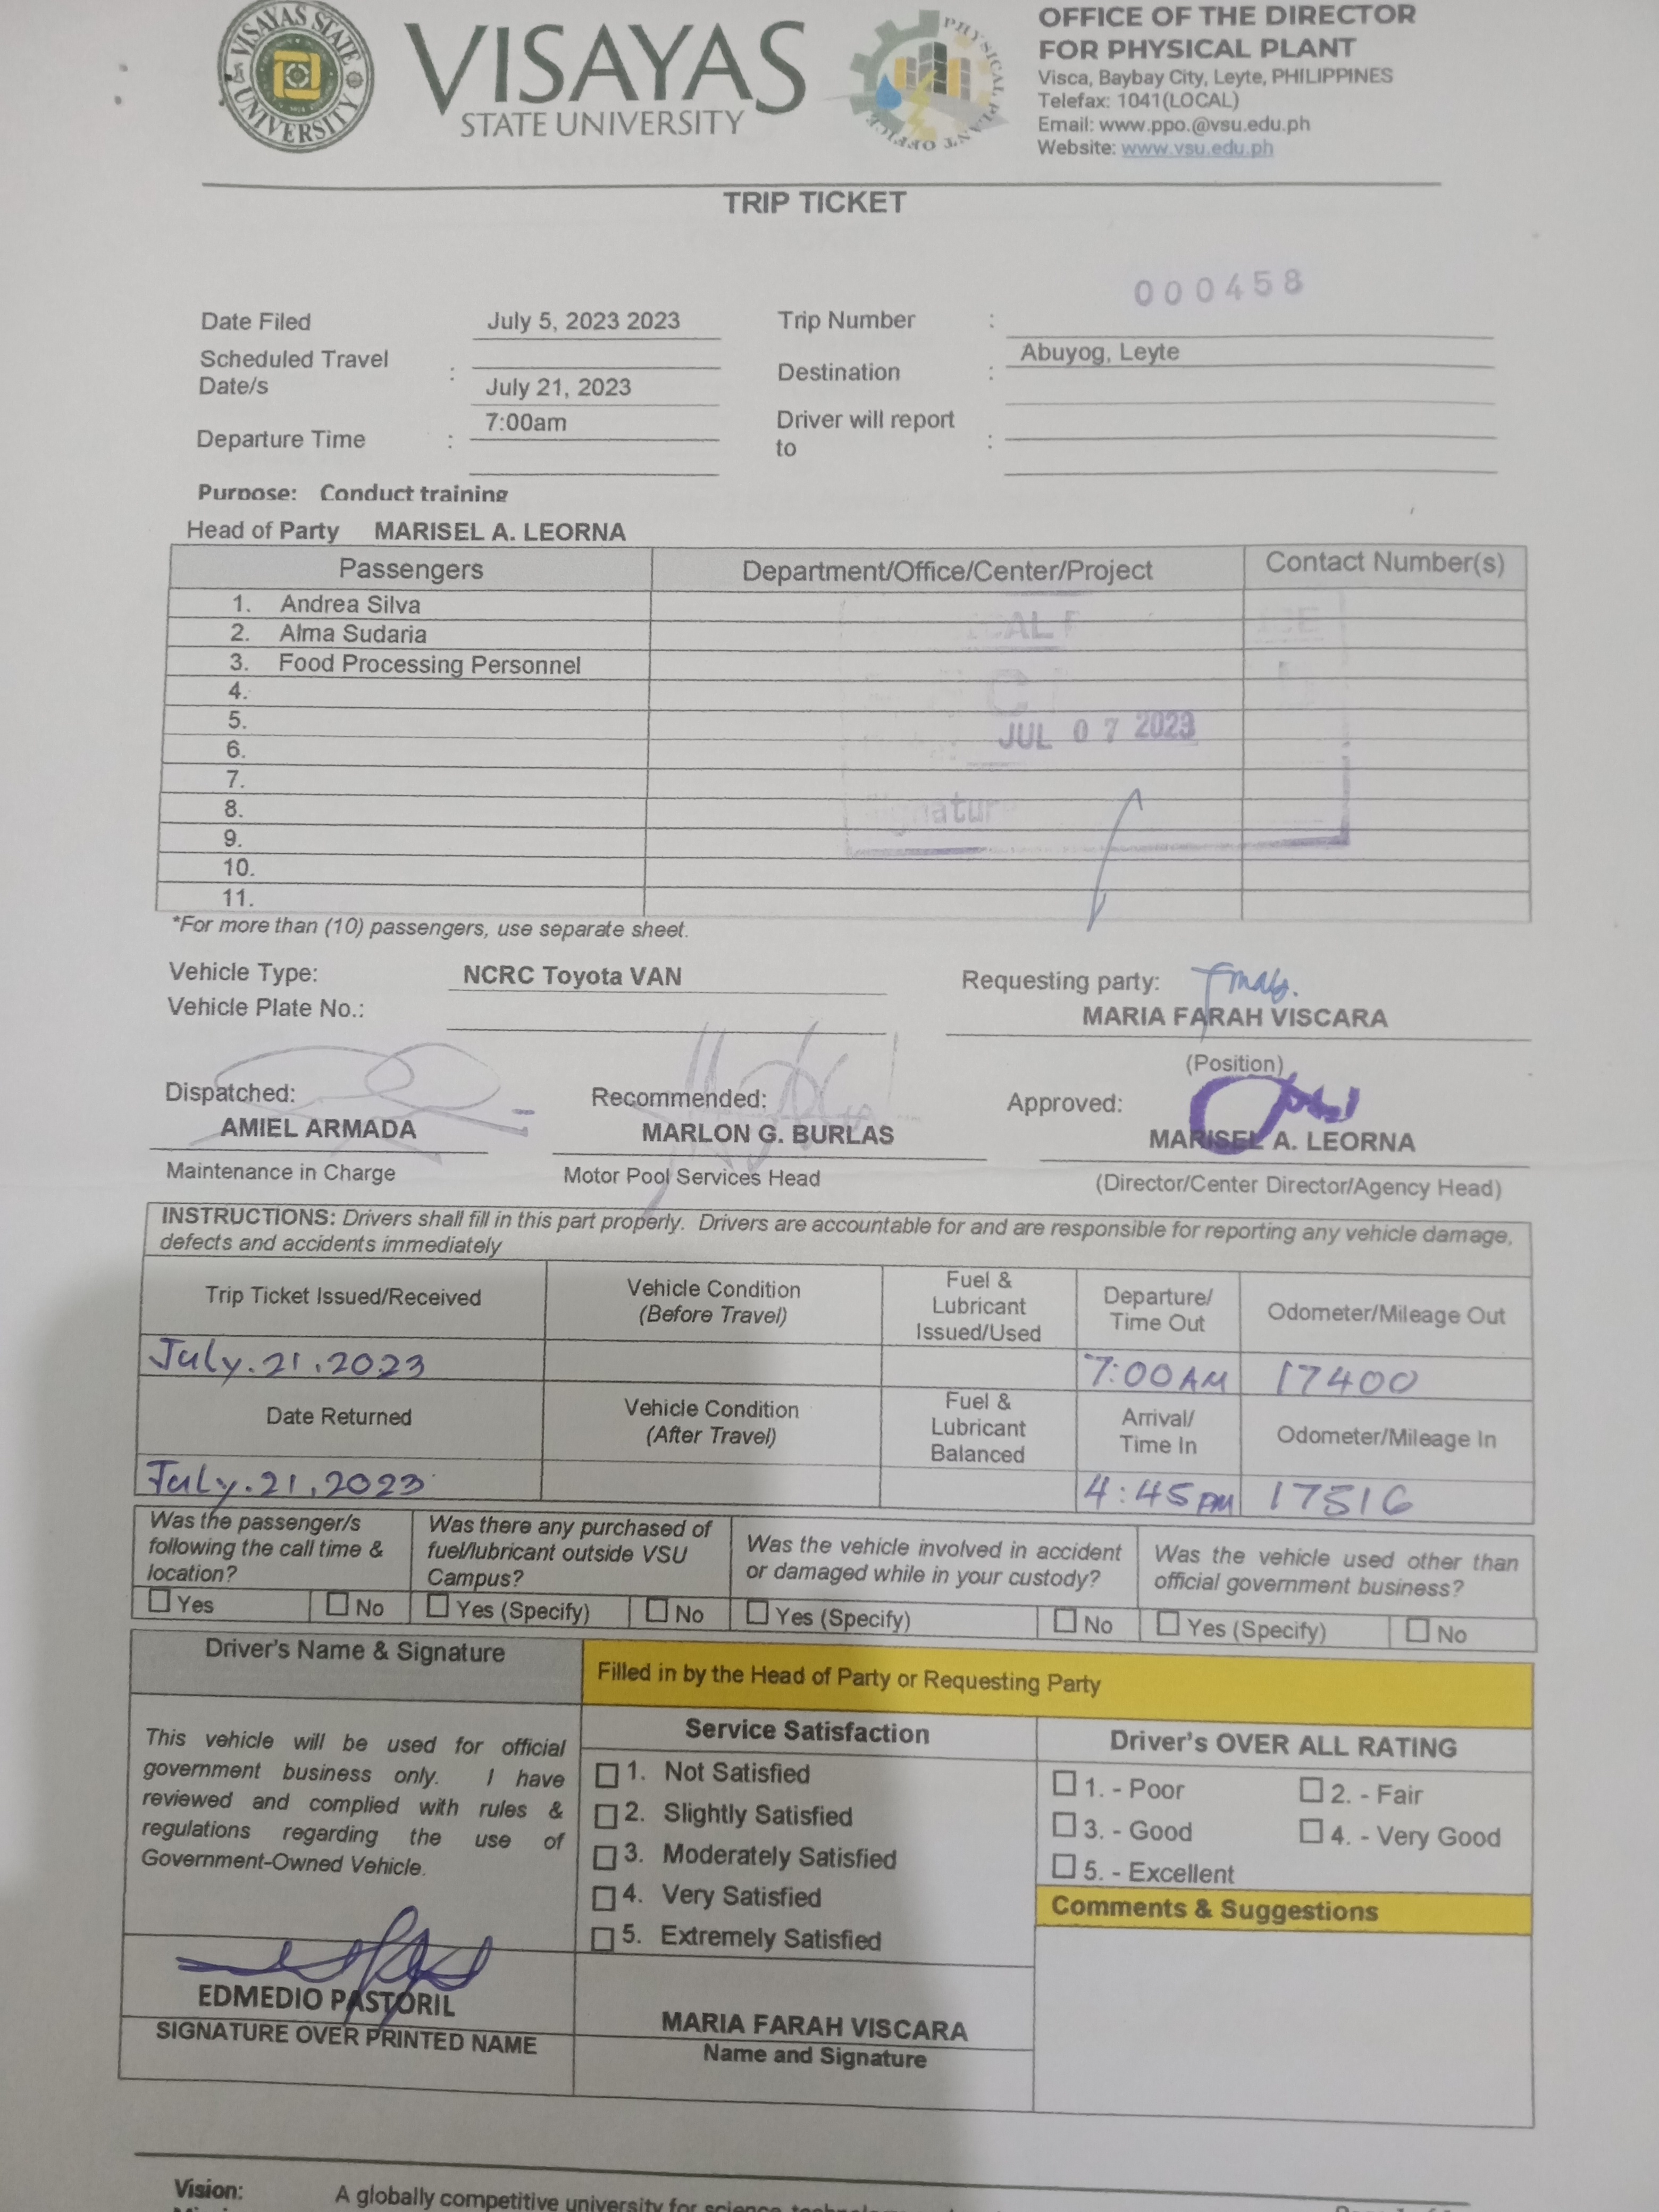 VISAYAS STATE UNIVERSITY
VISAYAS
STATE UNIVERSITY
PHYSICAL PLANT OFFICE
OFFICE OF THE DIRECTOR
FOR PHYSICAL PLANT
Visca, Baybay City, Leyte, PHILIPPINES
Telefax: 1041(LOCAL)
Email: www.ppo.@vsu.edu.ph
Website: www.vsu.edu.ph
TRIP TICKET
000458
Date Filed July 5, 2023 2023 Trip Number :
Scheduled Travel Date/s : July 21, 2023 Destination : Abuyog, Leyte
Departure Time : 7:00am Driver will report to :
Purpose: Conduct training
Head of Party MARISEL A. LEORNA
Passengers Department/Office/Center/Project Contact Number(s)
1. Andrea Silva
2. Alma Sudaria
3. Food Processing Personnel
4.
5.
6.
7.
8.
9.
10.
11.
JUL 07 2023
*For more than (10) passengers, use separate sheet.
Vehicle Type: NCRC Toyota VAN Requesting party:
Vehicle Plate No.: MARIA FARAH VISCARA
(Position)
Dispatched: Recommended: Approved:
AMIEL ARMADA MARLON G. BURLAS MARISEL A. LEORNA
Maintenance in Charge Motor Pool Services Head (Director/Center Director/Agency Head)
INSTRUCTIONS: Drivers shall fill in this part properly. Drivers are accountable for and are responsible for reporting any vehicle damage,
defects and accidents immediately
Trip Ticket Issued/Received Vehicle Condition (Before Travel) Fuel & Lubricant Issued/Used Departure/ Time Out Odometer/Mileage Out
July.21.2023 7:00AM 17400
Date Returned Vehicle Condition (After Travel) Fuel & Lubricant Balanced Arrival/ Time In Odometer/Mileage In
July.21.2023 4:45PM 17516
Was the passenger/s following the call time & location? Was there any purchased of fuel/lubricant outside VSU Campus? Was the vehicle involved in accident or damaged while in your custody? Was the vehicle used other than official government business?
Yes No Yes (Specify) No Yes (Specify) No Yes (Specify) No
Driver's Name & Signature
Filled in by the Head of Party or Requesting Party
This vehicle will be used for official
government business only. I have
reviewed and complied with rules &
regulations regarding the use of
Government-Owned Vehicle.
EDMEDIO PASTORIL
SIGNATURE OVER PRINTED NAME
Service Satisfaction
1. Not Satisfied
2. Slightly Satisfied
3. Moderately Satisfied
4. Very Satisfied
5. Extremely Satisfied
MARIA FARAH VISCARA
Name and Signature
Driver's OVER ALL RATING
1. - Poor 2. - Fair
3. - Good 4. - Very Good
5. - Excellent
Comments & Suggestions
Vision: A globally competitive university for science